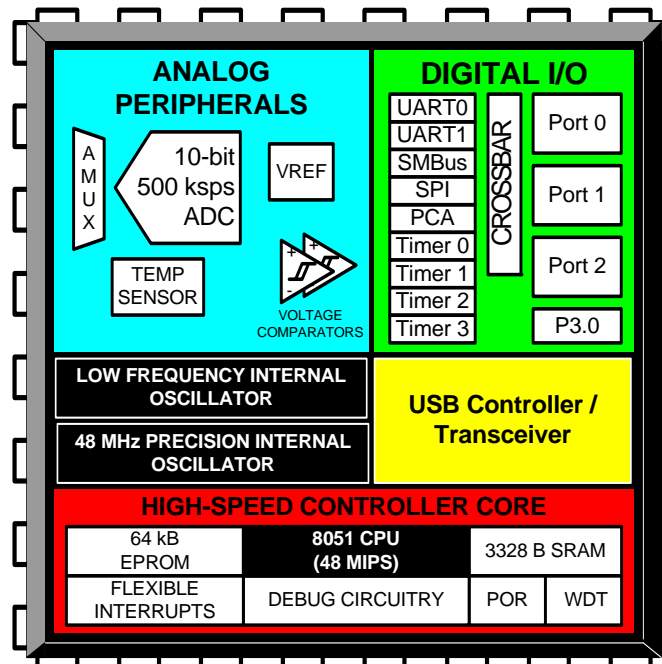 ANALOG
PERIPHERALS
A
M
U
X
10-bit
500 ksps
ADC
VREF
TEMP
SENSOR
+
+
-
-
VOLTAGE
COMPARATORS
DIGITAL I/O
UART0
UART1
SMBus
SPI
PCA
Timer 0
Timer 1
Timer 2
Timer 3
CROSSBAR
Port 0
Port 1
Port 2
P3.0
LOW FREQUENCY INTERNAL
OSCILLATOR
48 MHz PRECISION INTERNAL
OSCILLATOR
USB Controller /
Transceiver
HIGH-SPEED CONTROLLER CORE
64 kB
EPROM
8051 CPU
(48 MIPS)
3328 B SRAM
FLEXIBLE
INTERRUPTS
DEBUG CIRCUITRY
POR
WDT